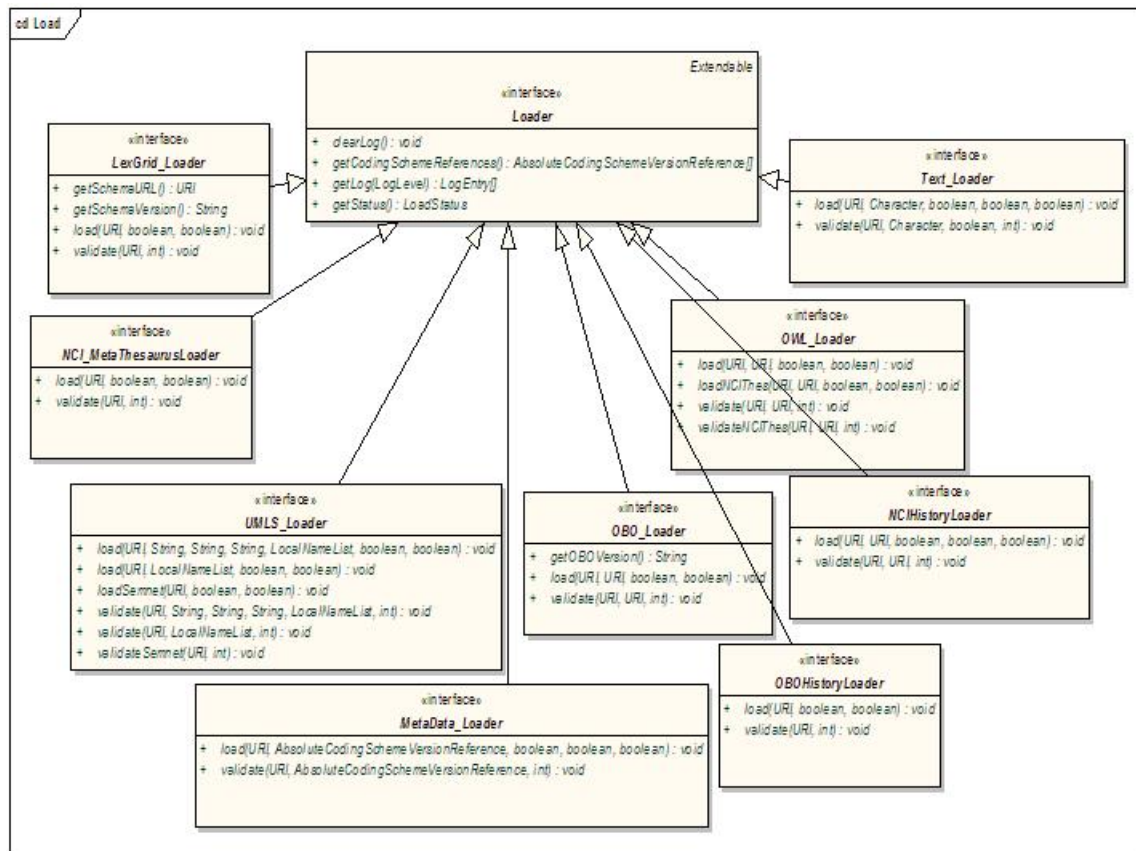 cd Load
Extendable
«interface»
Loader
+ clearLog() : void
+ getCodingSchemeReferences() : AbsoluteCodingSchemeVersionReference[]
+ getLog(LogLevel) : LogEntry[]
+ getStatus() : LoadStatus
«interface»
LexGrid_Loader
+ getSchemaURL() : URI
+ getSchemaVersion() : String
+ load(URI, boolean, boolean) : void
+ validate(URI, int) : void
«interface»
Text_Loader
+ load(URI, Character, boolean, boolean, boolean) : void
+ validate(URI, Character, boolean, int) : void
«interface»
NCI_MetaThesaurusLoader
+ load(URI, boolean, boolean) : void
+ validate(URI, int) : void
«interface»
OWL_Loader
+ load(URI, URI, boolean, boolean) : void
+ loadNCIThes(URI, URI, boolean, boolean) : void
+ validate(URI, URI, int) : void
+ validateNCIThes(URI, URI, int) : void
«interface»
UMLS_Loader
+ load(URI, String, String, String, LocalNameList, boolean, boolean) : void
+ load(URI, LocalNameList, boolean, boolean) : void
+ loadSemnet(URI, boolean, boolean) : void
+ validate(URI, String, String, String, LocalNameList, int) : void
+ validate(URI, LocalNameList, int) : void
+ validateSemnet(URI, int) : void
«interface»
OBO_Loader
+ getOBOVersion() : String
+ load(URI, URI, boolean, boolean) : void
+ validate(URI, URI, int) : void
«interface»
NCIHistoryLoader
+ load(URI, URI, boolean, boolean, boolean) : void
+ validate(URI, URI, int) : void
«interface»
OBOHistoryLoader
+ load(URI, boolean, boolean) : void
+ validate(URI, int) : void
«interface»
MetaData_Loader
+ load(URI, AbsoluteCodingSchemeVersionReference, boolean, boolean, boolean) : void
+ validate(URI, AbsoluteCodingSchemeVersionReference, int) : void